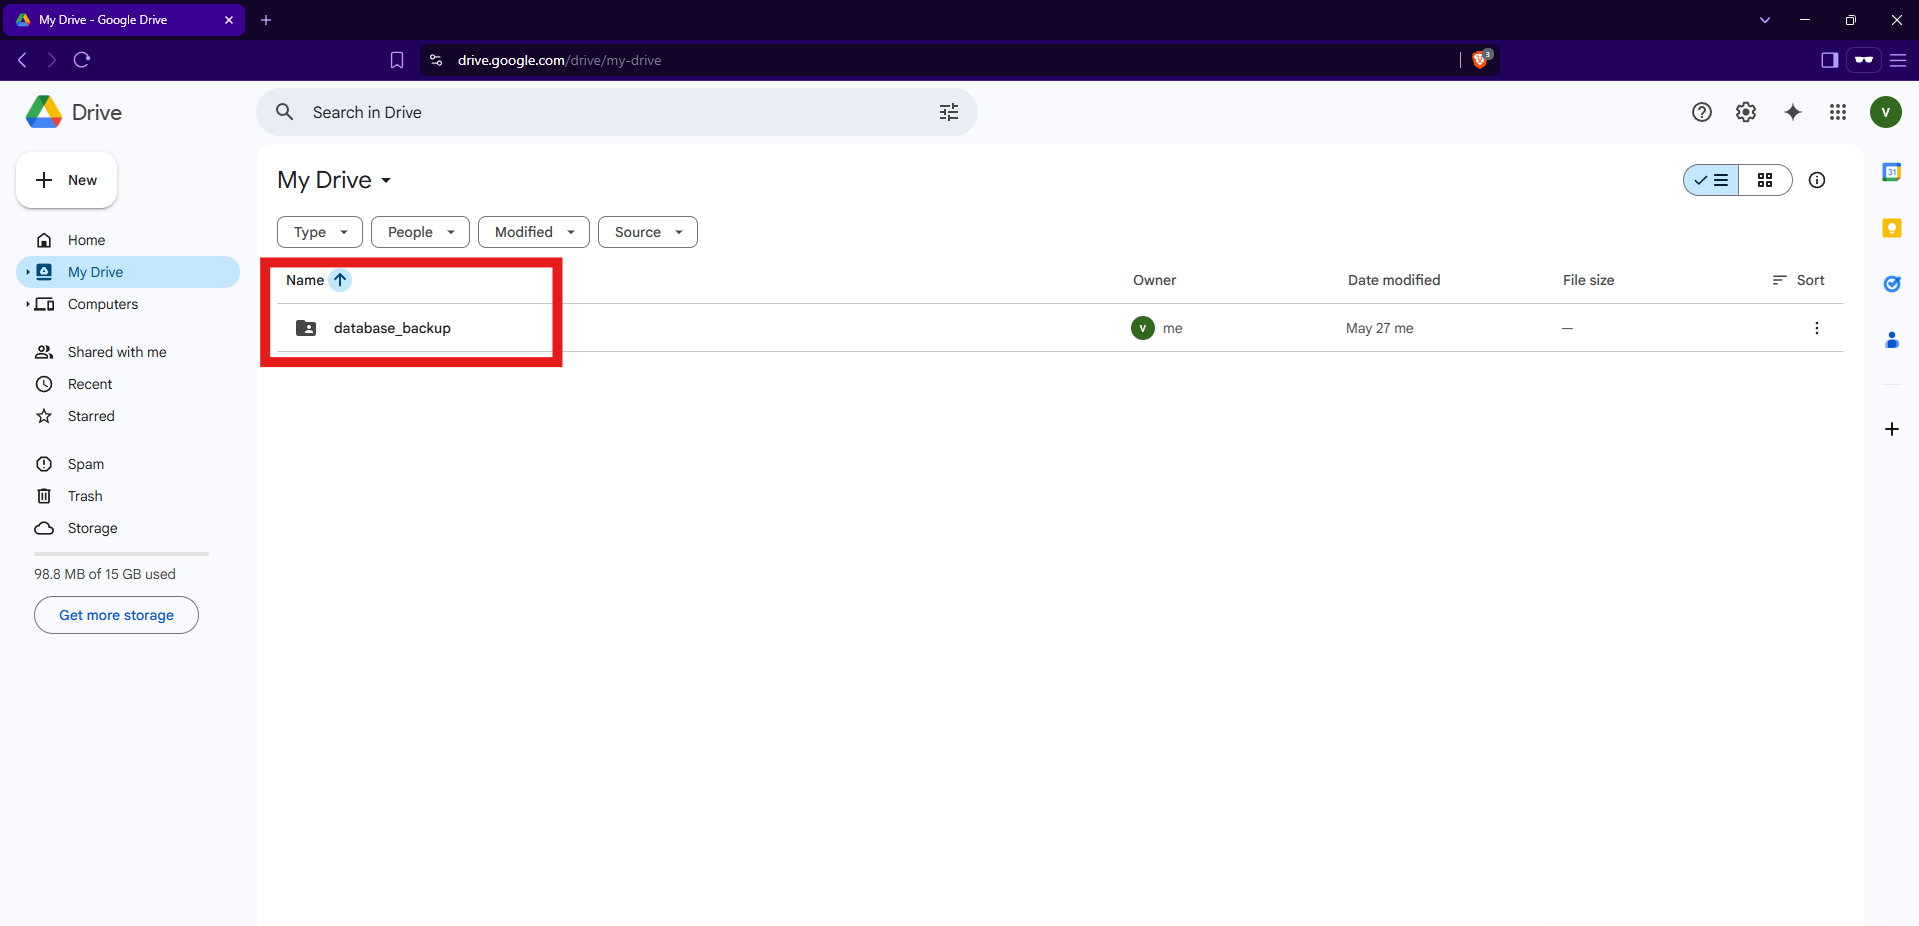 My Drive - Google Drive
drive.google.com/drive/my-drive
3
Drive
Search in Drive
V
New
Home
My Drive
Computers
Shared with me
Recent
Starred
Spam
Trash
Storage
98.8 MB of 15 GB used
Get more storage
My Drive
Type
People
Modified
Source
Name
Owner
Date modified
File size
Sort
database_backup
V
me
May 27 me
—
31